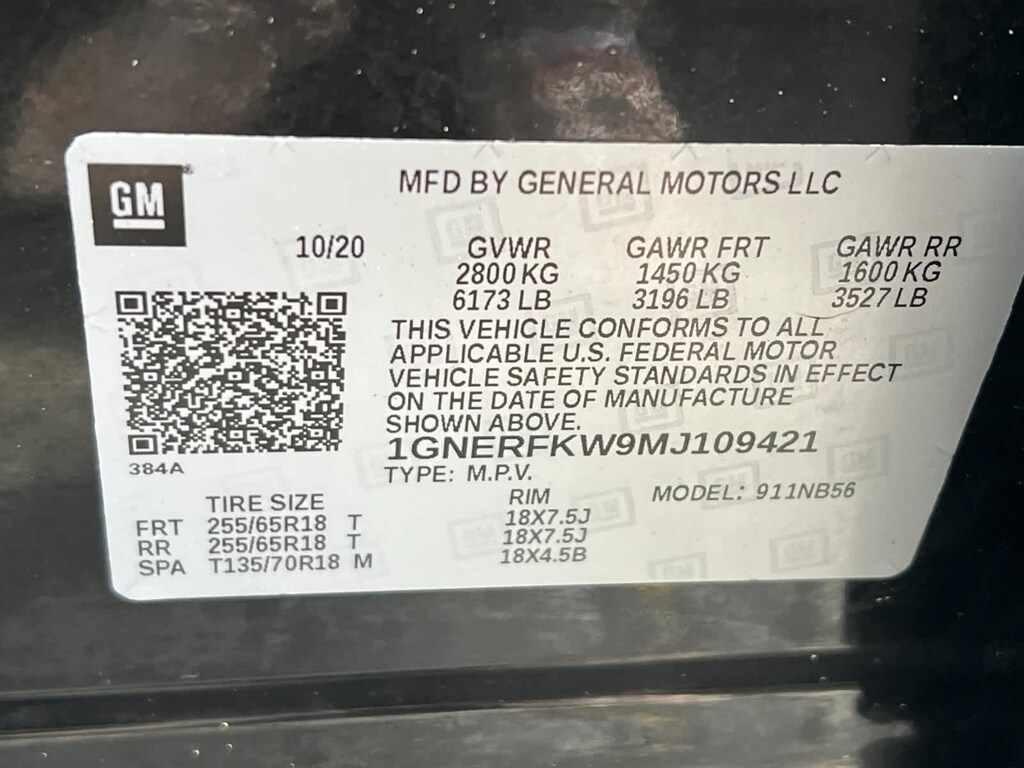 GM
MFD BY GENERAL MOTORS LLC
10/20 GVWR GAWR FRT GAWR RR
2800 KG 1450 KG 1600 KG
6173 LB 3196 LB 3527 LB
THIS VEHICLE CONFORMS TO ALL
APPLICABLE U.S. FEDERAL MOTOR
VEHICLE SAFETY STANDARDS IN EFFECT
ON THE DATE OF MANUFACTURE
SHOWN ABOVE.
1GNERFKW9MJ109421
384A TYPE: M.P.V.
TIRE SIZE RIM MODEL: 911NB56
FRT 255/65R18 T 18X7.5J
RR 255/65R18 T 18X7.5J
SPA T135/70R18 M 18X4.5B